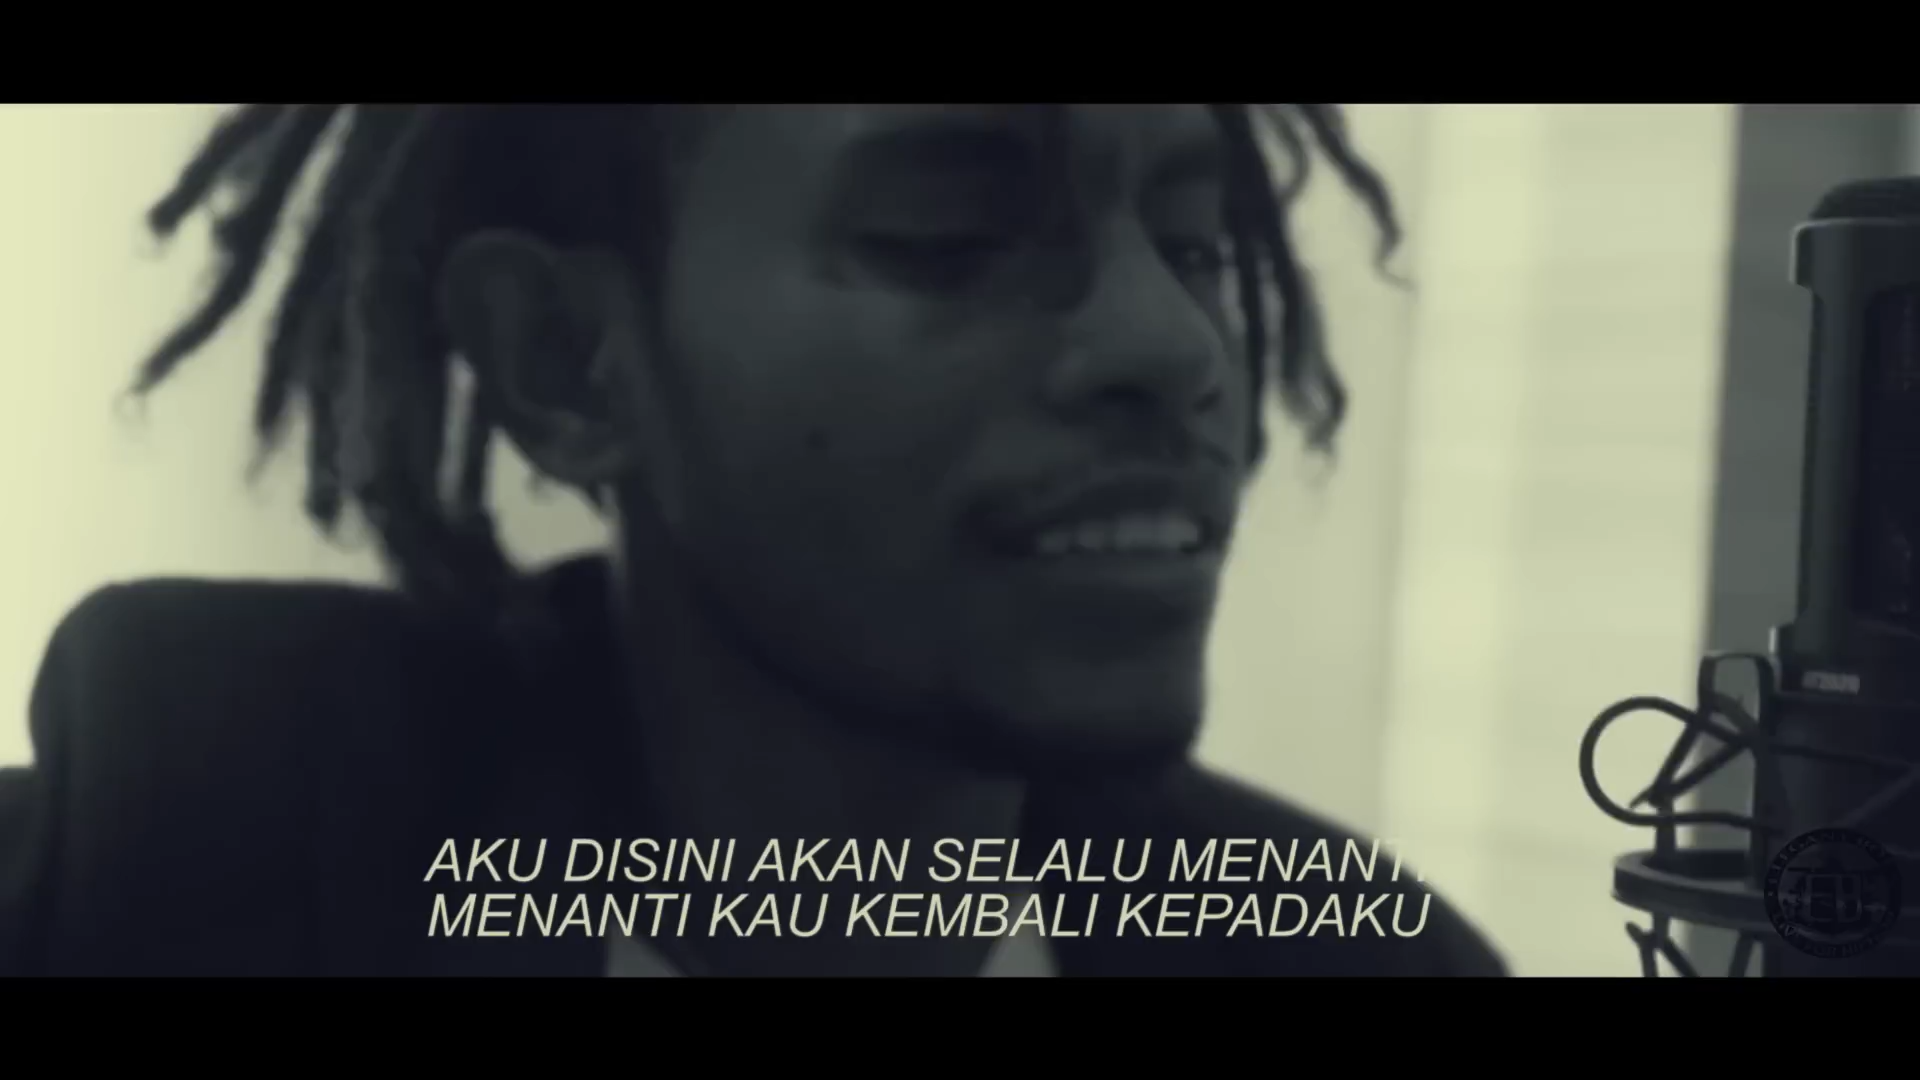 AKU DISINI AKAN SELALU MENANTI
MENANTI KAU KEMBALI KEPADAKU